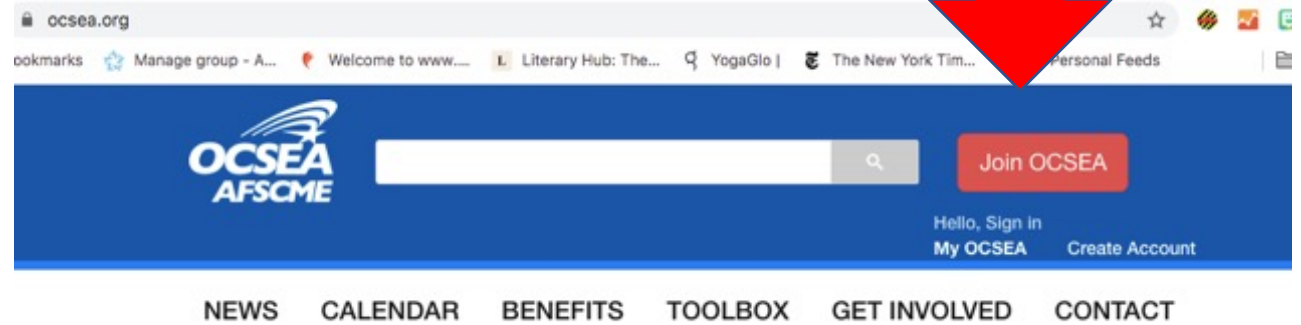 ocsea.org
ookmarks Manage group - A... Welcome to www.... L Literary Hub: The... YogaGlo | The New York Tim... Personal Feeds
OCSEA
AFSCME
Join OCSEA
Hello, Sign in
My OCSEA Create Account
NEWS CALENDAR BENEFITS TOOLBOX GET INVOLVED CONTACT